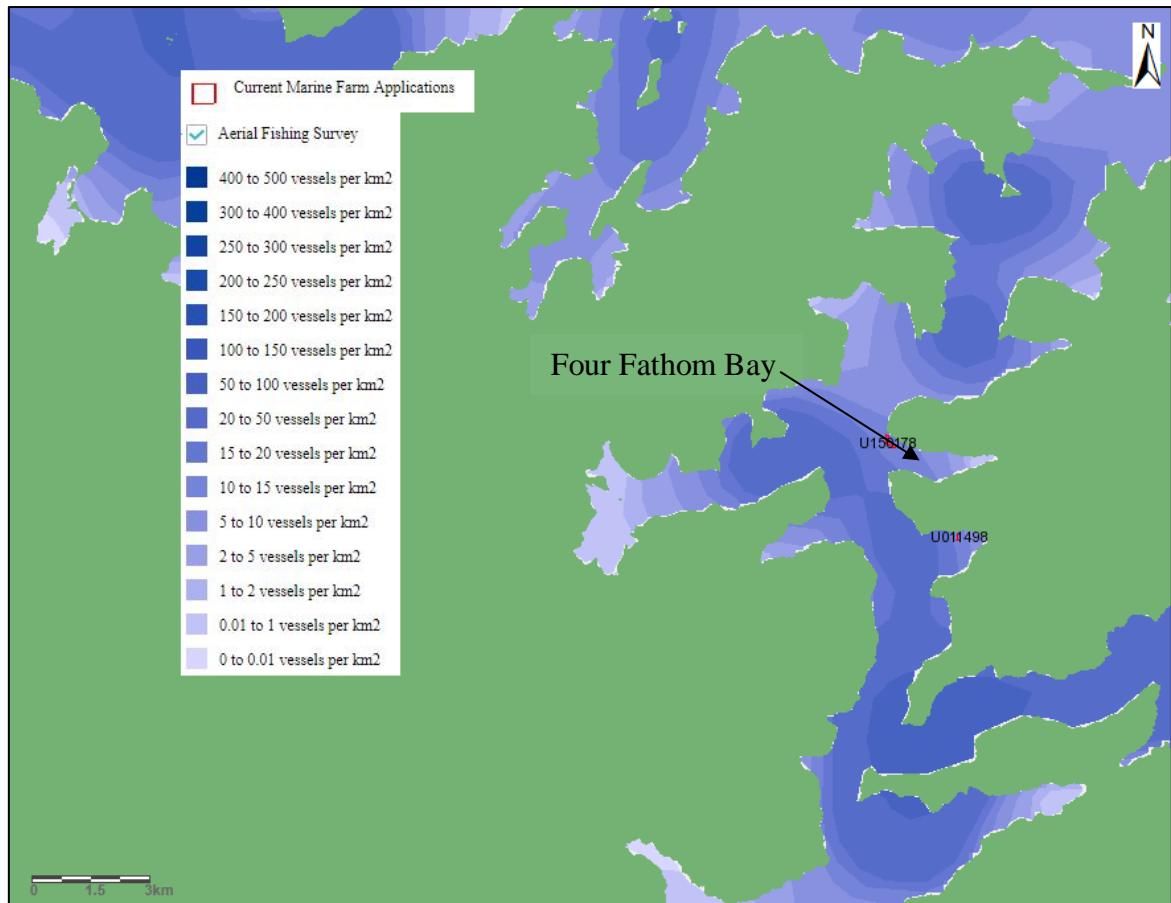 N
Current Marine Farm Applications
Aerial Fishing Survey
400 to 500 vessels per km2
300 to 400 vessels per km2
250 to 300 vessels per km2
200 to 250 vessels per km2
150 to 200 vessels per km2
100 to 150 vessels per km2
50 to 100 vessels per km2
20 to 50 vessels per km2
15 to 20 vessels per km2
10 to 15 vessels per km2
5 to 10 vessels per km2
2 to 5 vessels per km2
1 to 2 vessels per km2
0.01 to 1 vessels per km2
0 to 0.01 vessels per km2
Four Fathom Bay
U150178
U011498
0 1.5 3km